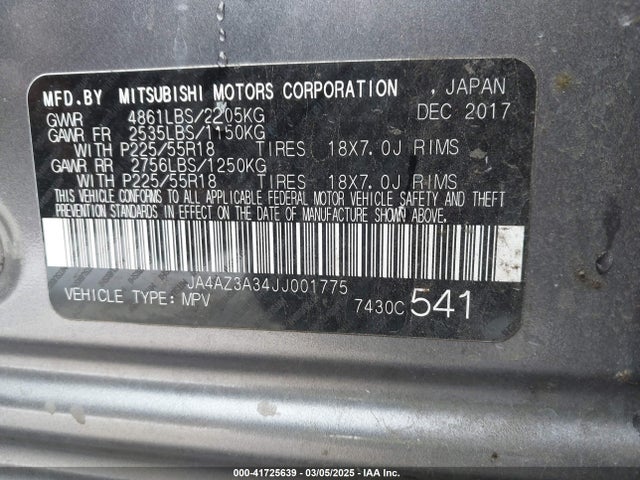 MFD.BY MITSUBISHI MOTORS CORPORATION , JAPAN
GVWR 4861LBS/2205KG DEC 2017
GAWR FR 2535LBS/1150KG
WITH P225/55R18 TIRES 18X7.0J RIMS
GAWR RR 2756LBS/1250KG
WITH P225/55R18 TIRES 18X7.0J RIMS
THIS VEHICLE CONFORMS TO ALL APPLICABLE FEDERAL MOTOR VEHICLE SAFETY AND THEFT
PREVENTION STANDARDS IN EFFECT ON THE DATE OF MANUFACTURE SHOWN ABOVE.
JA4AZ3A34JJ001775
VEHICLE TYPE: MPV 7430C 541
000-41725639 - 03/05/2025 - IAA Inc.